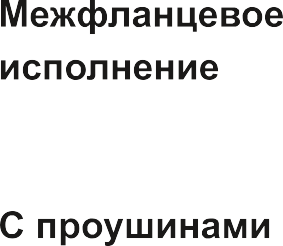 Межфланцевое
исполнение
С проушинами